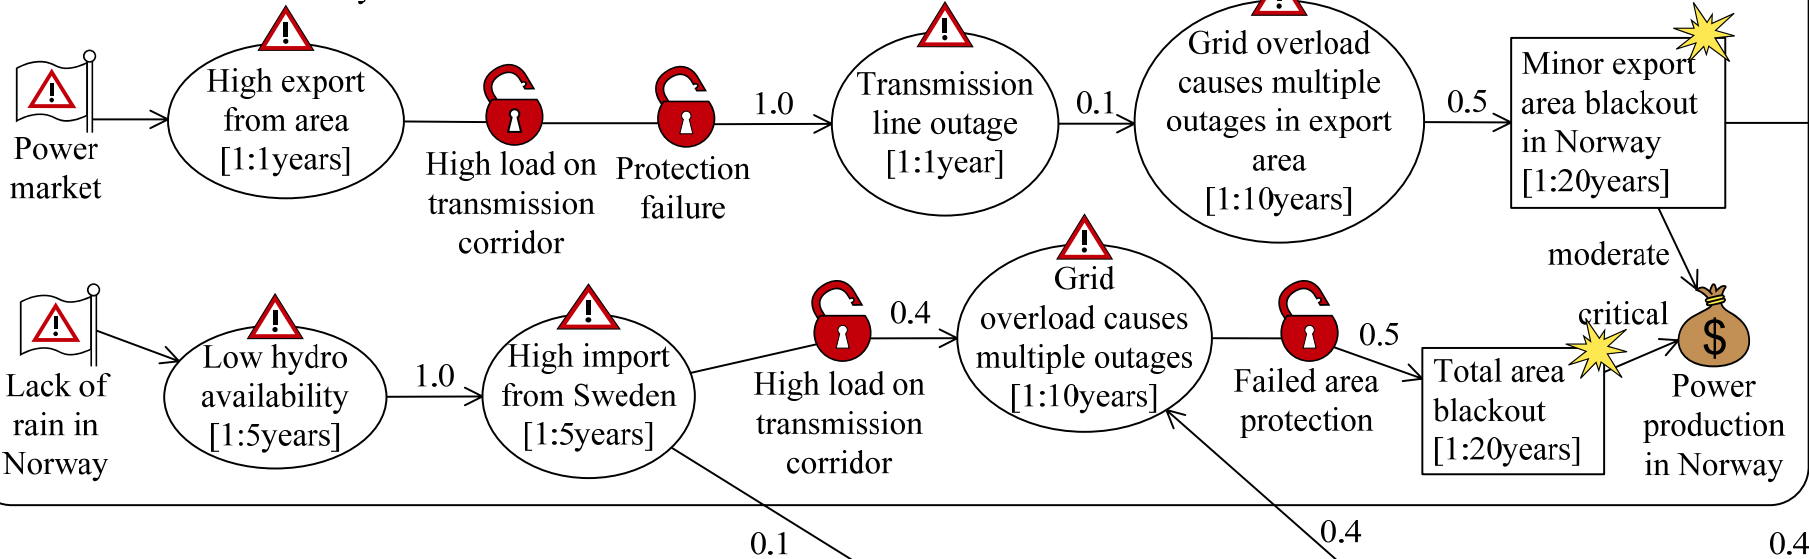 Power
market
High export
from area
[1:1years]
High load on
transmission
corridor
Protection
failure
1.0
Transmission
line outage
[1:1year]
0.1
Grid overload
causes multiple
outages in export
area
[1:10years]
0.5
Minor export
area blackout
in Norway
[1:20years]
moderate
Lack of
rain in
Norway
Low hydro
availability
[1:5years]
1.0
High import
from Sweden
[1:5years]
High load on
transmission
corridor
0.4
Grid
overload causes
multiple outages
[1:10years]
Failed area
protection
0.5
Total area
blackout
[1:20years]
critical
$
Power
production
in Norway
0.1
0.4
0.4